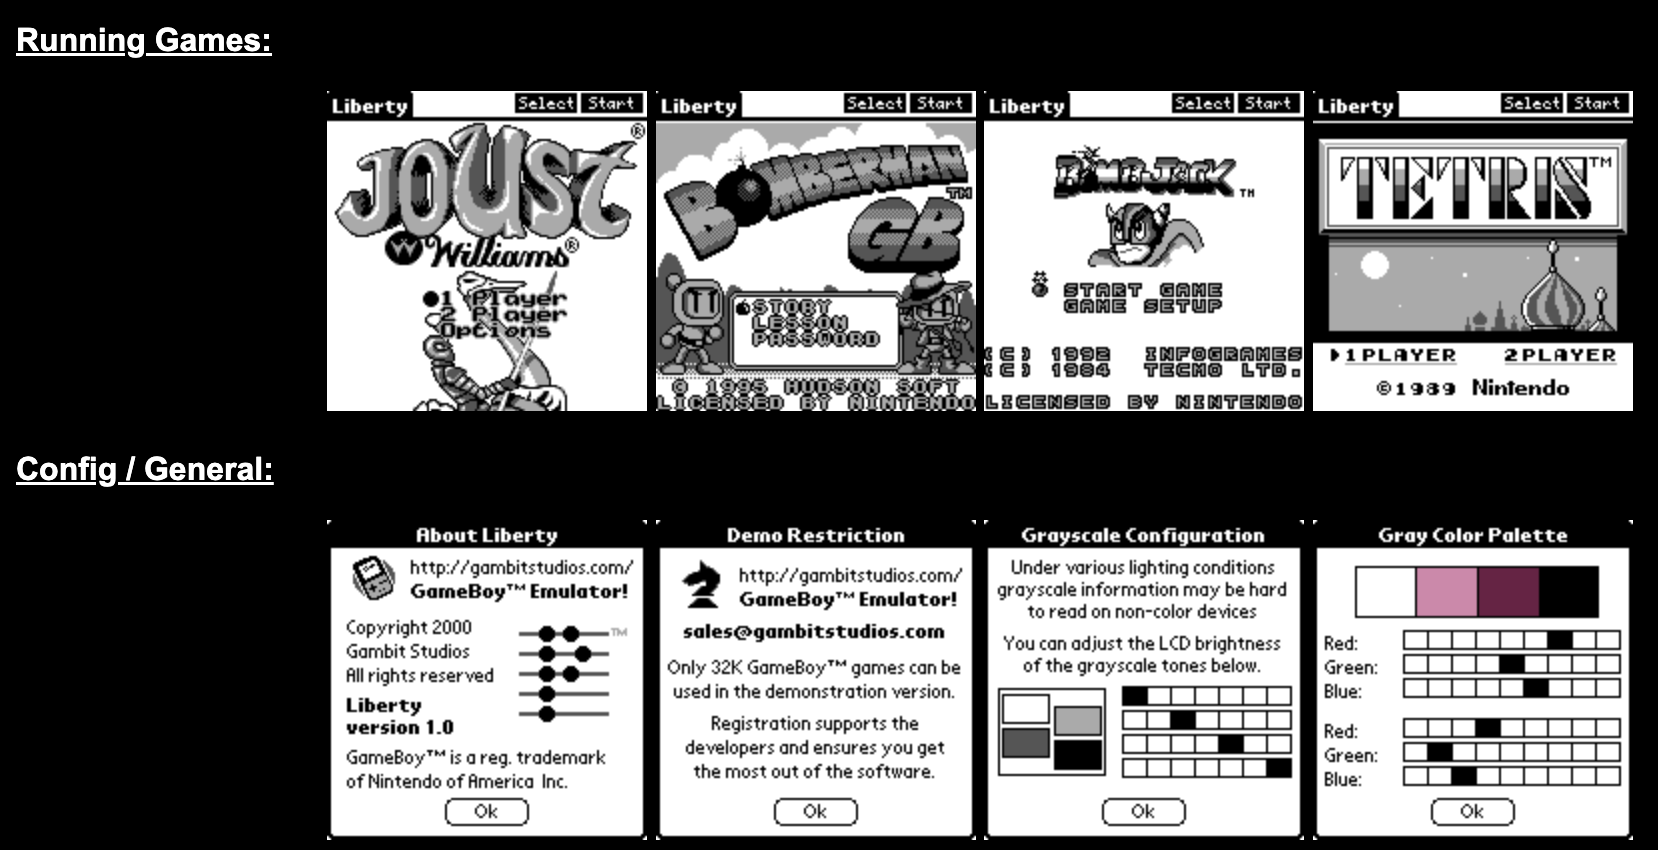 Running Games:
Liberty Select Start
JOUST®
Williams®
1 Player
2 Player
Options
Liberty Select Start
BOMBERMAN™
GB
STORY
LESSON
PASSWORD
© 1995 HUDSON SOFT
LICENSED BY NINTENDO
Liberty Select Start
BOMB JACK™
START GAME
GAME SETUP
(C) 1992 INFOGRAMES
(C) 1984 TECMO LTD.
LICENSED BY NINTENDO
Liberty Select Start
TETRIS™
1PLAYER 2PLAYER
©1989 Nintendo
Config / General:
About Liberty
http://gambitstudios.com/
GameBoy™ Emulator!
Copyright 2000
Gambit Studios
All rights reserved
TM
Liberty
version 1.0
GameBoy™ is a reg. trademark
of Nintendo of America Inc.
Ok
Demo Restriction
http://gambitstudios.com/
GameBoy™ Emulator!
sales@gambitstudios.com
Only 32K GameBoy™ games can be
used in the demonstration version.
Registration supports the
developers and ensures you get
the most out of the software.
Ok
Grayscale Configuration
Under various lighting conditions
grayscale information may be hard
to read on non-color devices
You can adjust the LCD brightness
of the grayscale tones below.
Ok
Gray Color Palette
Red:
Green:
Blue:
Red:
Green:
Blue:
Ok